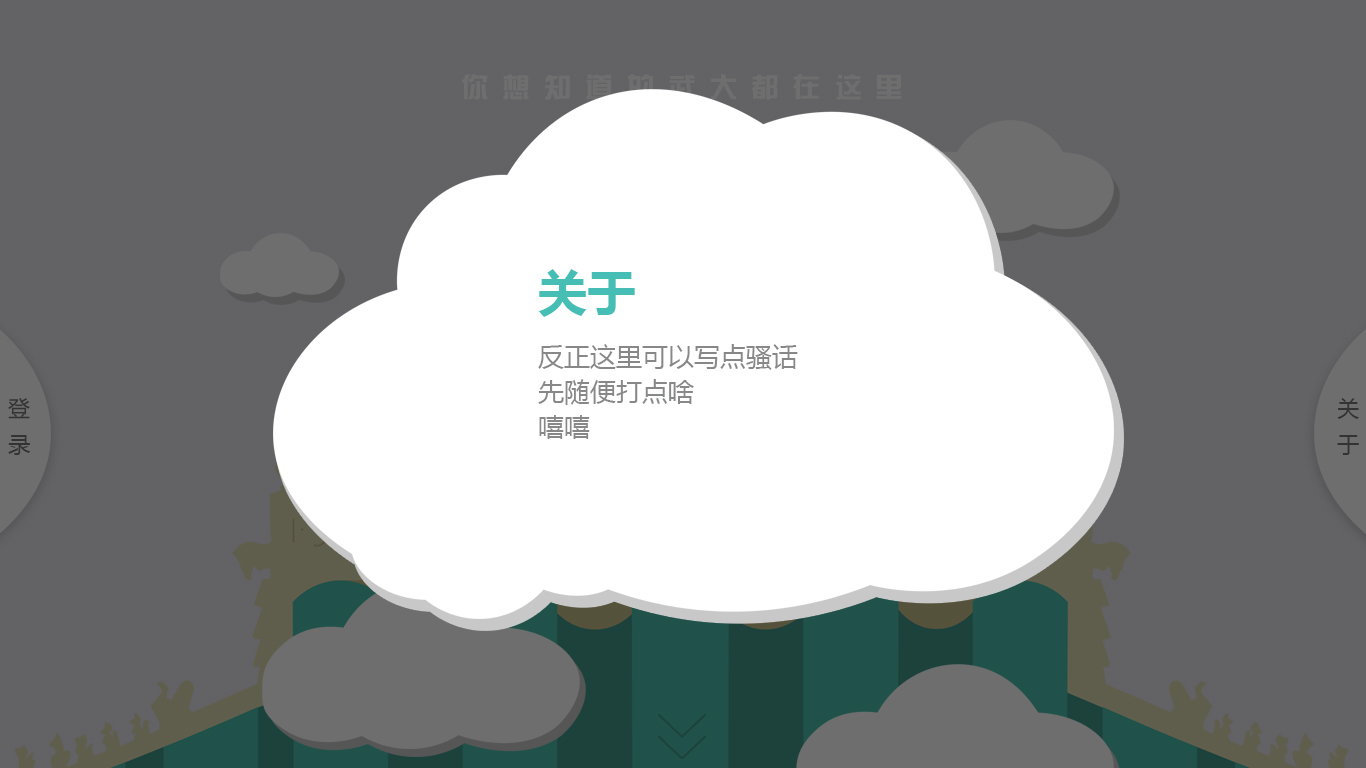 你想知道的武大都在这里
关于
反正这里可以写点骚话
先随便打点啥
嘻嘻
登录
关于